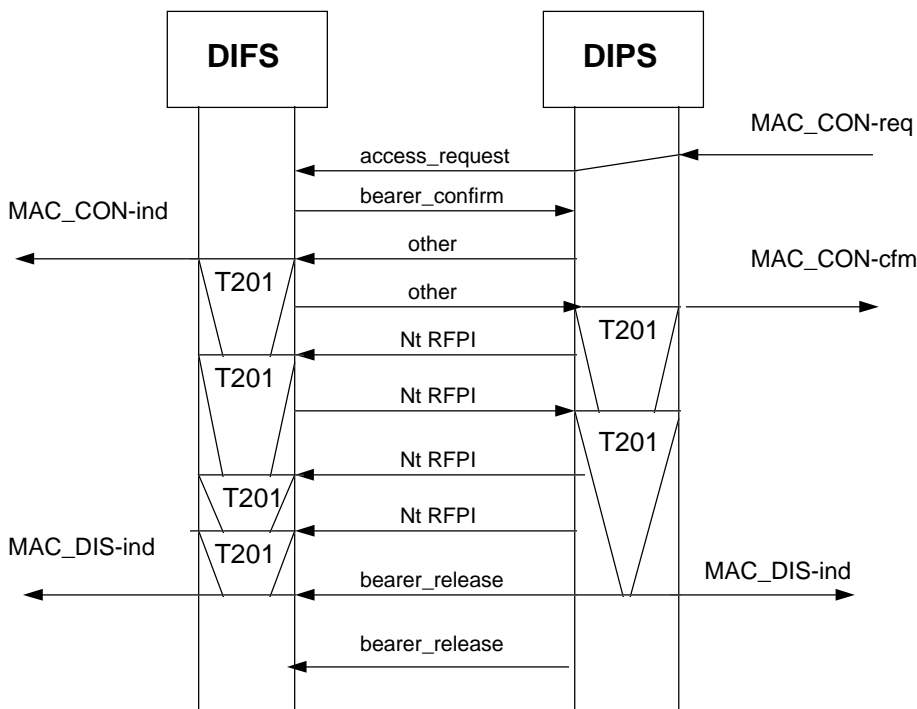 DIFS
DIPS
MAC_CON-req
access_request
bearer_confirm
MAC_CON-ind
other
MAC_CON-cfm
T201
other
T201
Nt RFPI
T201
Nt RFPI
T201
Nt RFPI
T201
Nt RFPI
MAC_DIS-ind
T201
bearer_release
MAC_DIS-ind
bearer_release